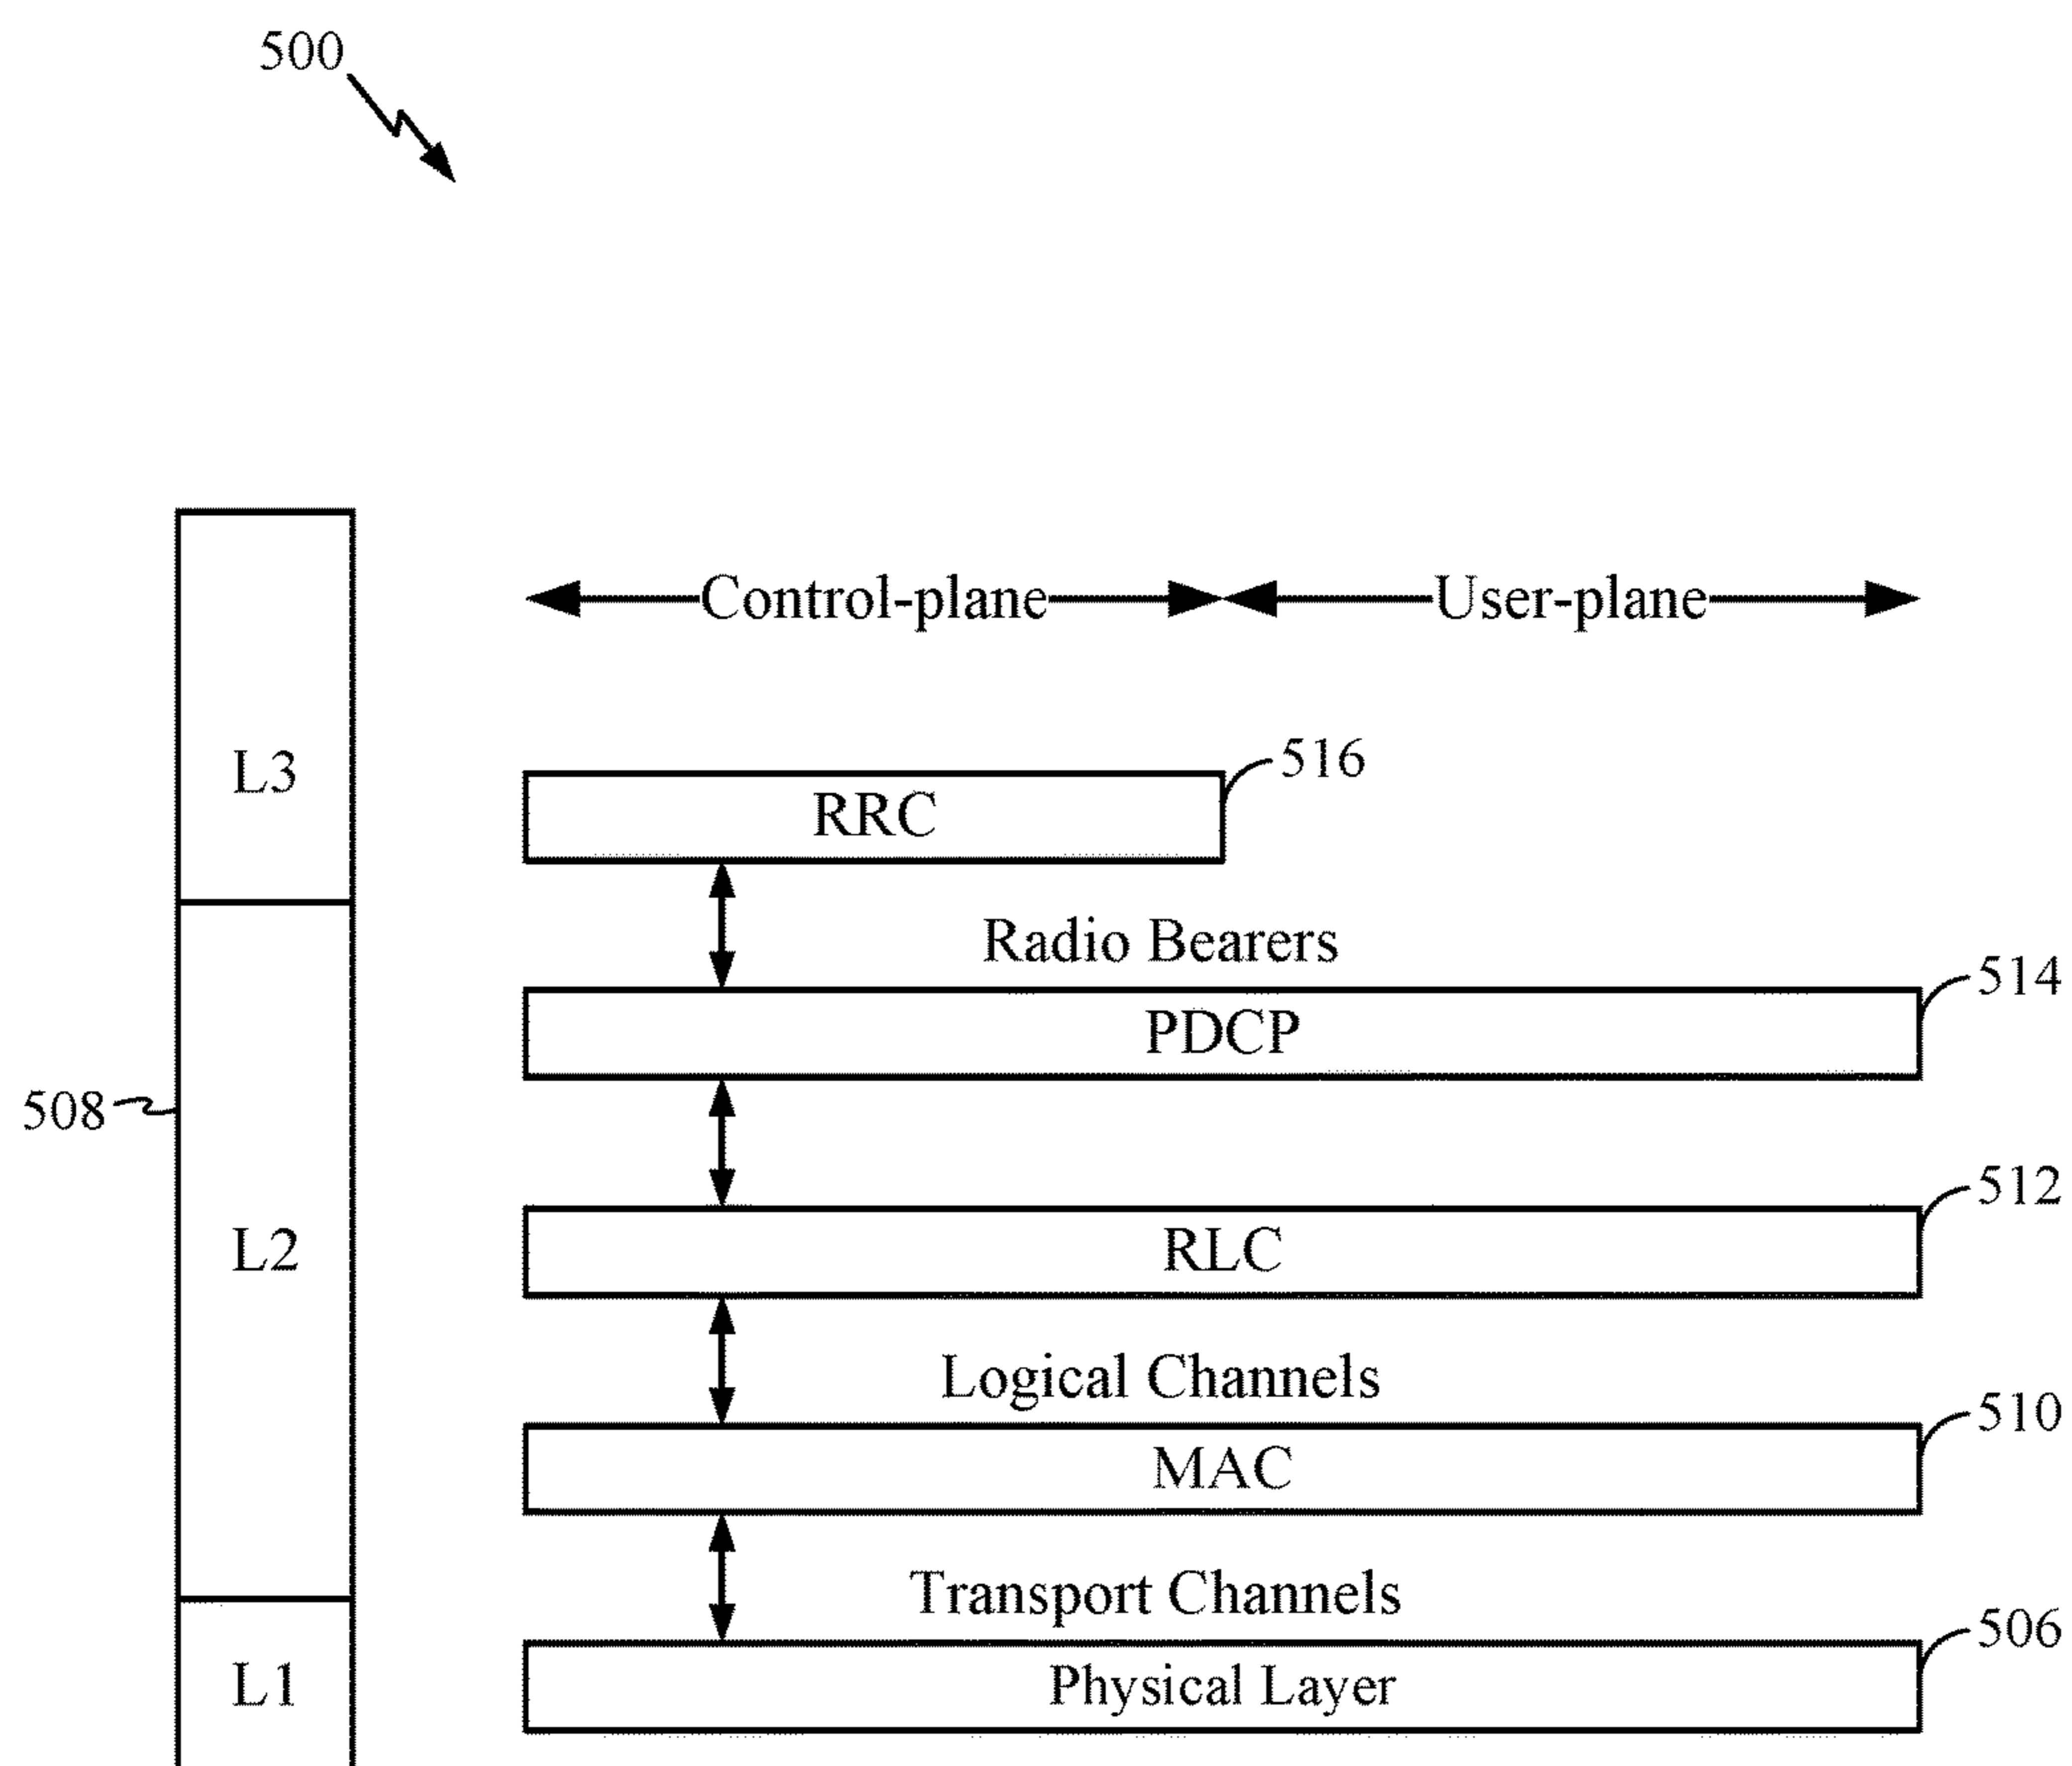 500
Control-plane
User-plane
L3
516
RRC
Radio Bearers
514
PDCP
508
512
L2
RLC
Logical Channels
510
MAC
Transport Channels
506
L1
Physical Layer